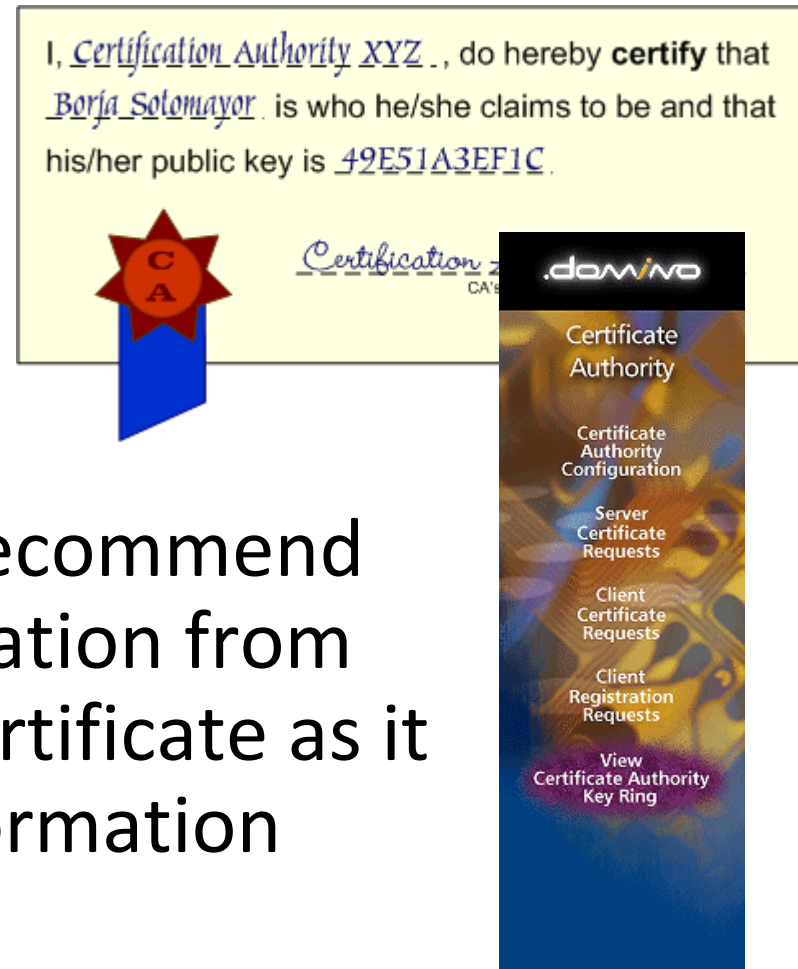 I, Certification Authority XYZ , do hereby certify that
Borja Sotomayor is who he/she claims to be and that
his/her public key is 49E51A3EF1C.
CA
Certification
CA's
.domino
Certificate
Authority
Certificate
Authority
Configuration
Server
Certificate
Requests
Client
Certificate
Requests
Client
Registration
Requests
View
Certificate Authority
Key Ring
ecommend
ation from
rtificate as it
ormation